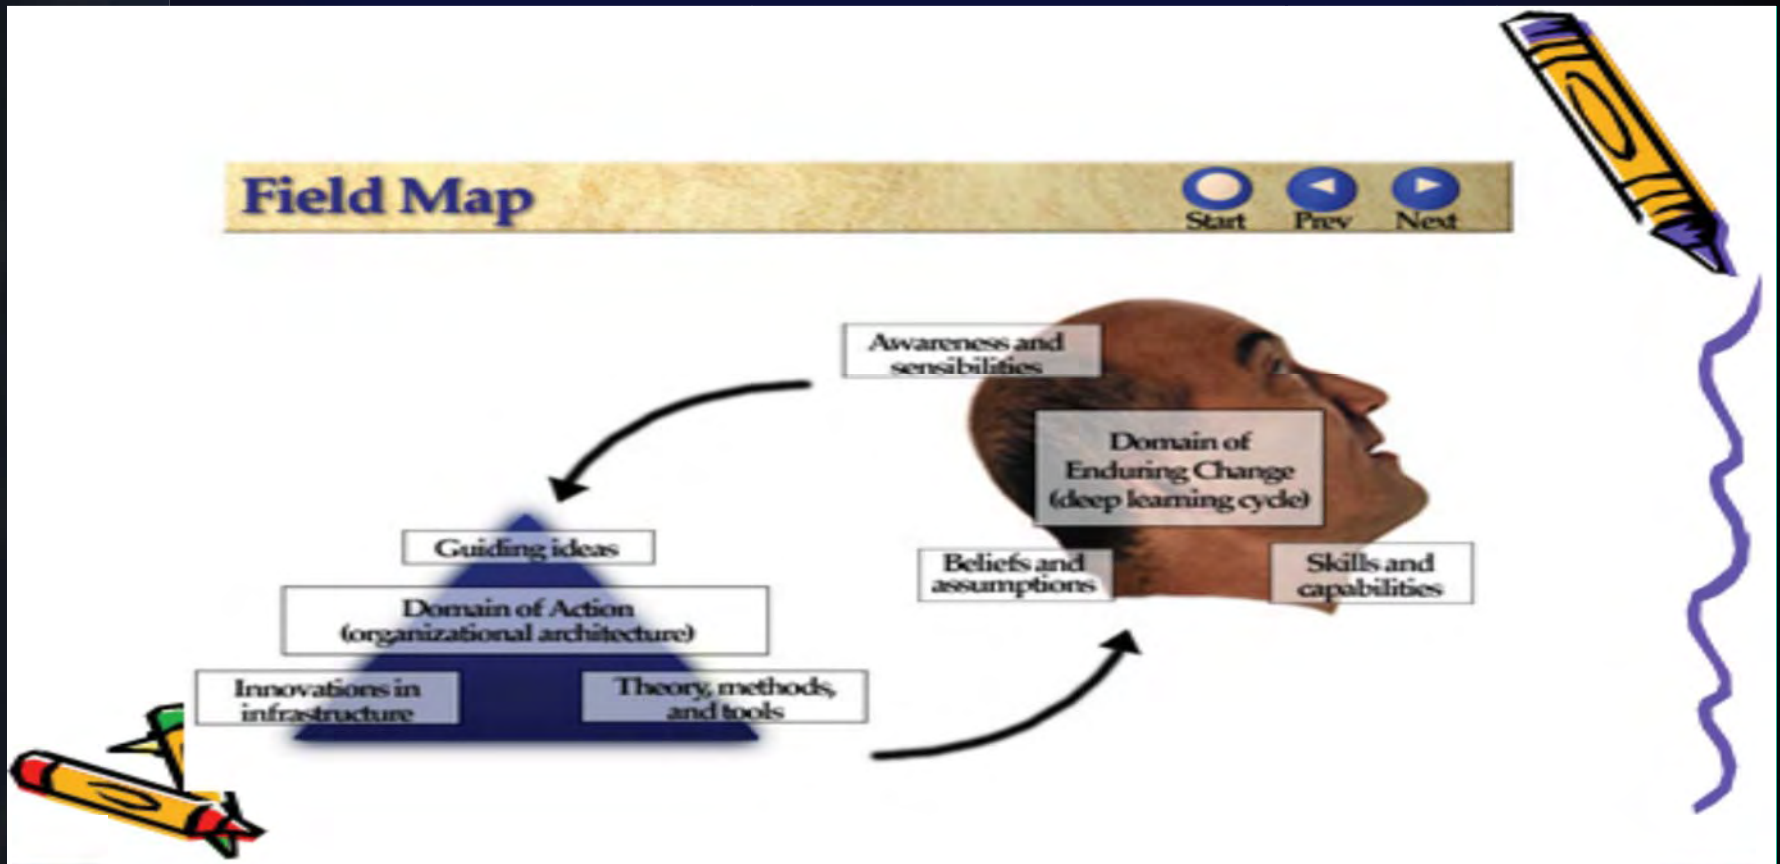 Field Map
Start Prev Next
Awareness and
sensibilities
Domain of
Enduring Change
(deep learning cycle)
Guiding ideas
Beliefs and
assumptions
Skills and
capabilities
Domain of Action
(organizational architecture)
Innovations in
infrastructure
Theory, methods,
and tools